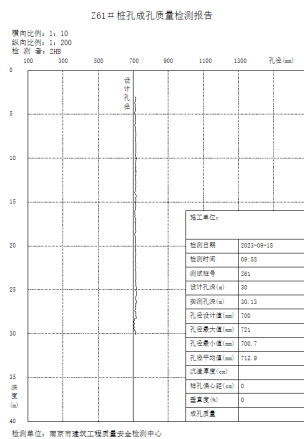 Z61#桩孔成孔质量检测报告
横向比例: 1: 10
纵向比例: 1: 200
检 测 者: ZHB
100 300 500 700 900 1100 1300 孔径(mm)
0
设计孔径
5
10
15
20
25
30
35
深度(m)
40
施工单位:
检测日期 2023-09-18
检测时间 09:55
测试桩号 Z61
设计孔深(m) 30
实测孔深(m) 30.13
孔径设计值(mm) 700
孔径最大值(mm) 721
孔径最小值(mm) 700.7
孔径平均值(mm) 712.9
沉渣厚度(cm)
桩孔偏心距(cm) 0
垂直度(%) 0
成孔质量
检测单位: 南京市建筑工程质量安全检测中心